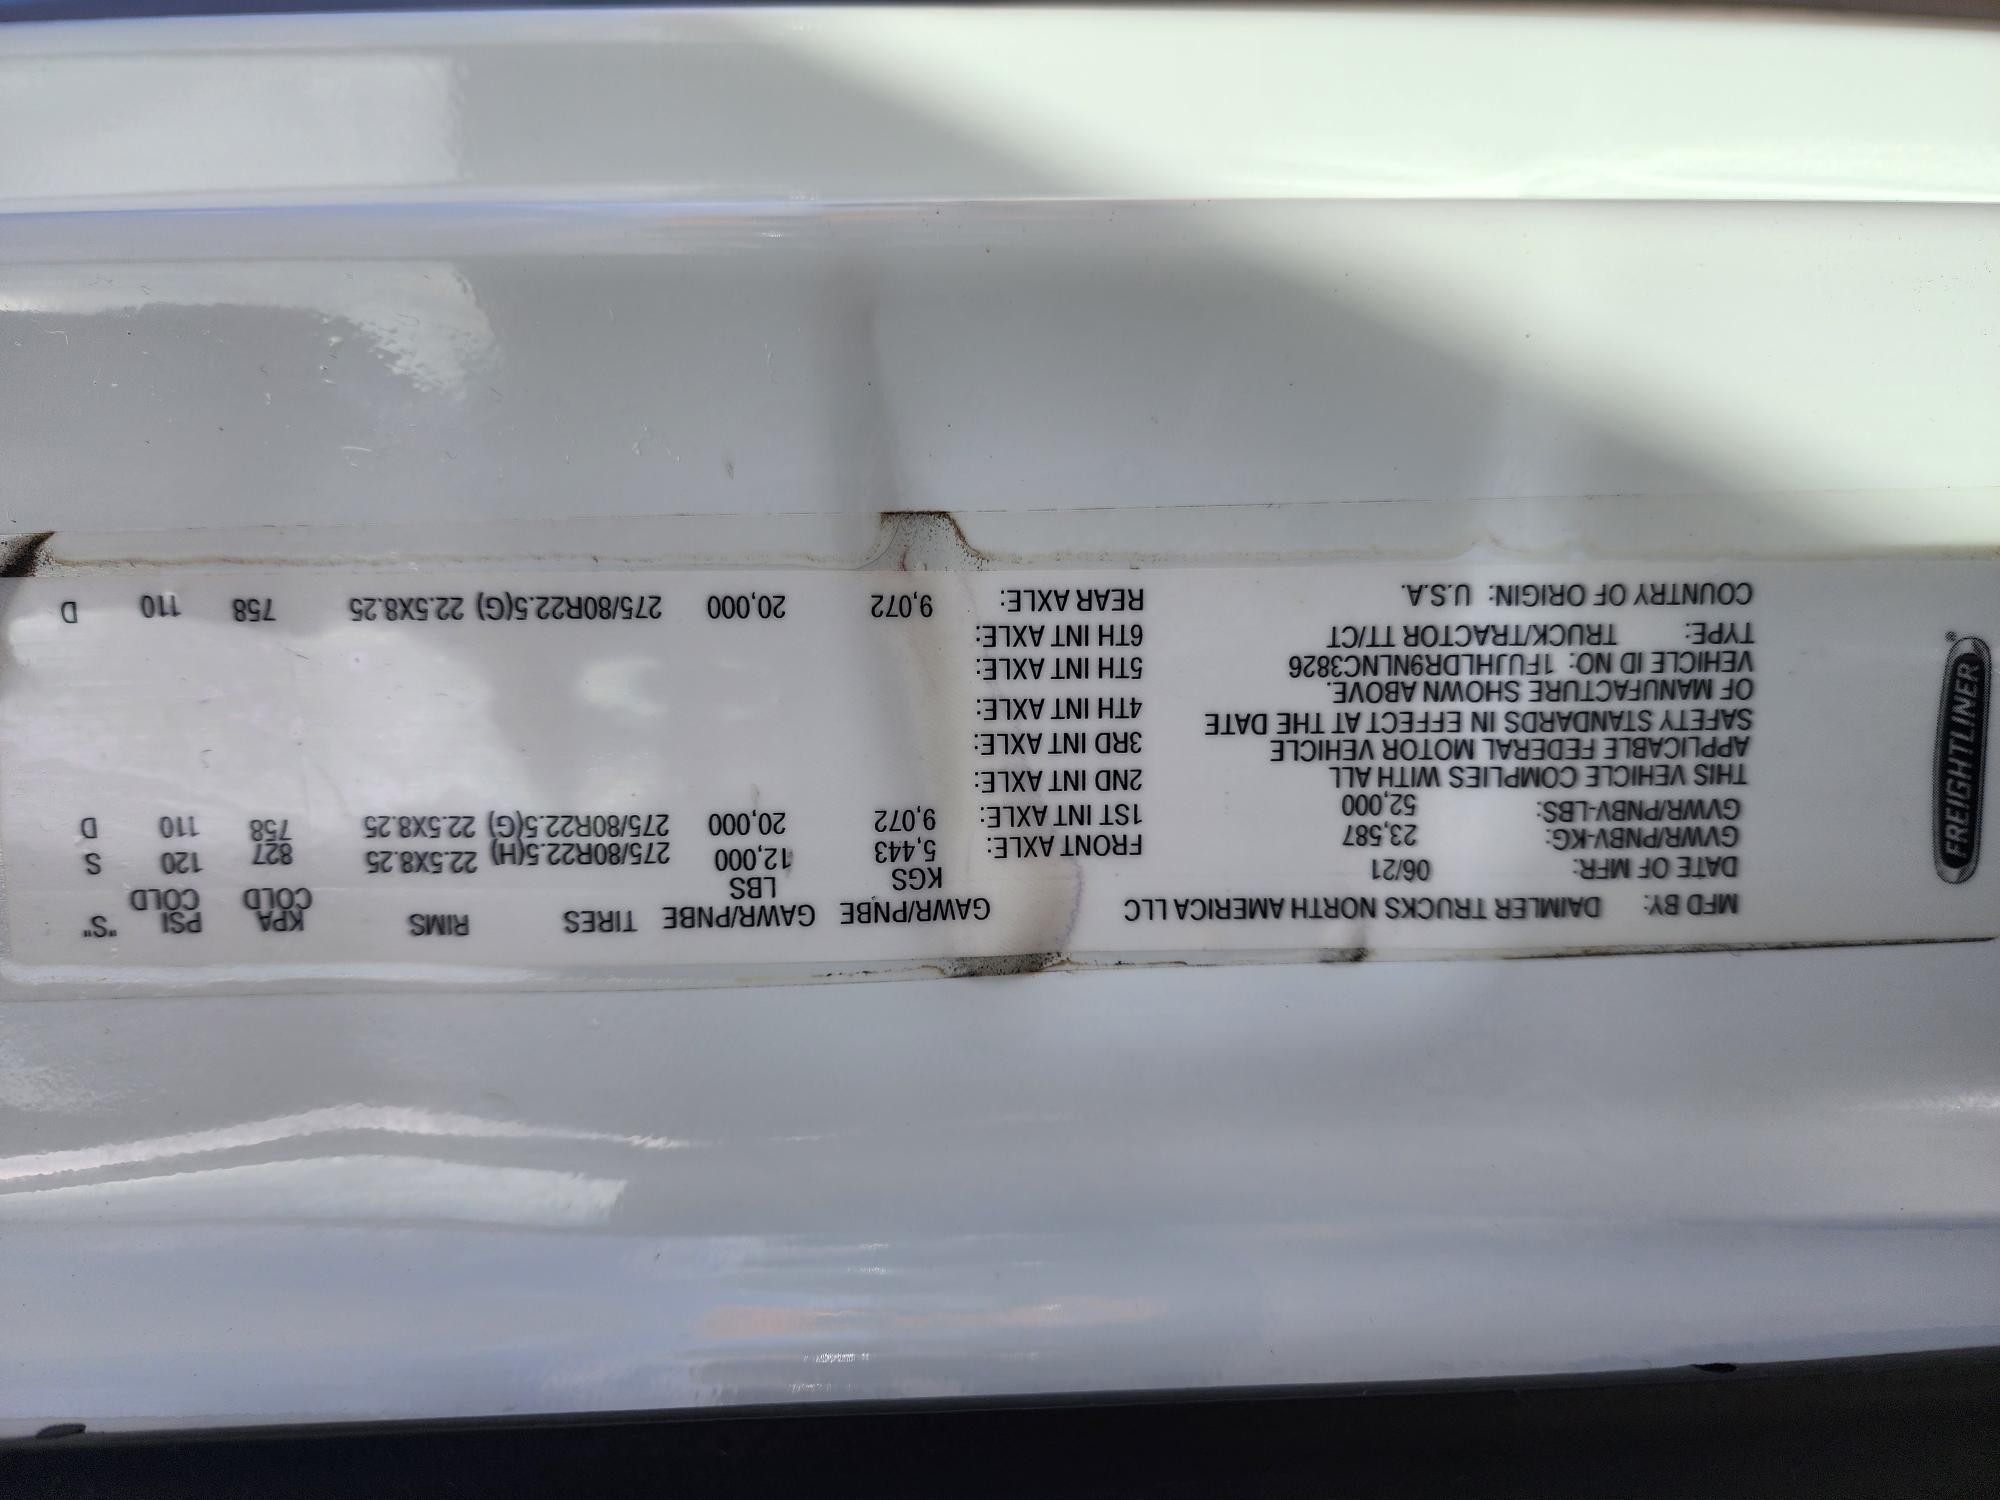 FREIGHTLINER®
MFD BY: DAIMLER TRUCKS NORTH AMERICA LLC
DATE OF MFR: 06/21
GVWR/PNBV-KG: 23,587
GVWR/PNBV-LBS: 52,000
THIS VEHICLE COMPLIES WITH ALL
APPLICABLE FEDERAL MOTOR VEHICLE
SAFETY STANDARDS IN EFFECT AT THE DATE
OF MANUFACTURE SHOWN ABOVE.
VEHICLE ID NO: 1FUJHLDR9NLNC3826
TYPE: TRUCK/TRACTOR TT/CT
COUNTRY OF ORIGIN: U.S.A.
GAWR/PNBE GAWR/PNBE TIRES RIMS KPA PSI "S"
KGS LBS COLD COLD
FRONT AXLE: 5,443 12,000 275/80R22.5(H) 22.5X8.25 827 120 S
1ST INT AXLE: 9,072 20,000 275/80R22.5(G) 22.5X8.25 758 110 D
2ND INT AXLE:
3RD INT AXLE:
4TH INT AXLE:
5TH INT AXLE:
6TH INT AXLE:
REAR AXLE: 9,072 20,000 275/80R22.5(G) 22.5X8.25 758 110 D